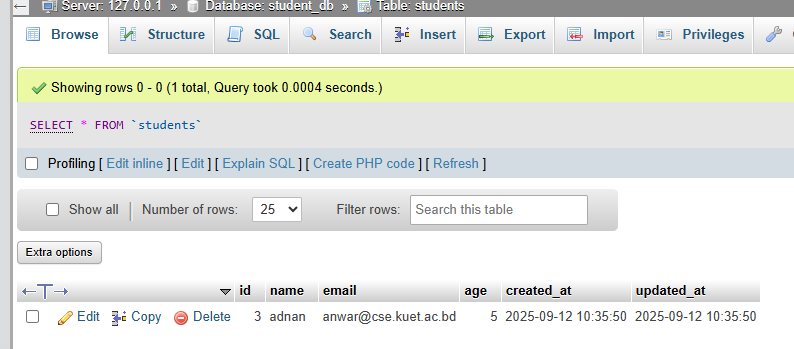 Server: 127.0.0.1 » Database: student_db » Table: students
Browse Structure SQL Search Insert Export Import Privileges
Showing rows 0 - 0 (1 total, Query took 0.0004 seconds.)
SELECT * FROM `students`
Profiling [ Edit inline ] [ Edit ] [ Explain SQL ] [ Create PHP code ] [ Refresh ]
Show all | Number of rows: 25 Filter rows: Search this table
Extra options
id name email age created_at updated_at
Edit Copy Delete 3 adnan anwar@cse.kuet.ac.bd 5 2025-09-12 10:35:50 2025-09-12 10:35:50